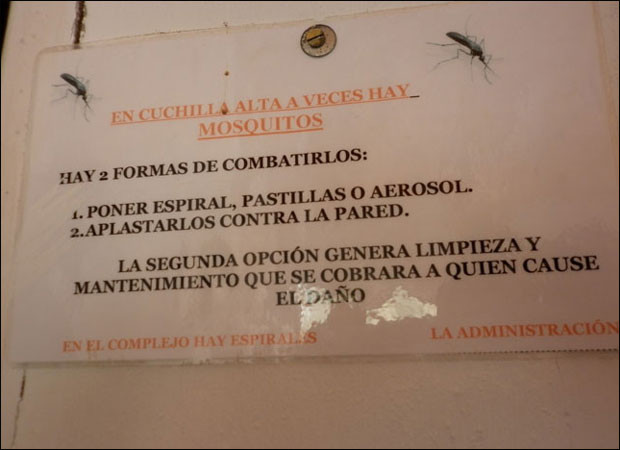 EN CUCHILLA ALTA A VECES HAY
MOSQUITOS
HAY 2 FORMAS DE COMBATIRLOS:
1. PONER ESPIRAL, PASTILLAS O AEROSOL.
2. APLASTARLOS CONTRA LA PARED.
LA SEGUNDA OPCIÓN GENERA LIMPIEZA Y
MANTENIMIENTO QUE SE COBRARA A QUIEN CAUSE
EL DAÑO
EN EL COMPLEJO HAY ESPIRALES LA ADMINISTRACIÓN